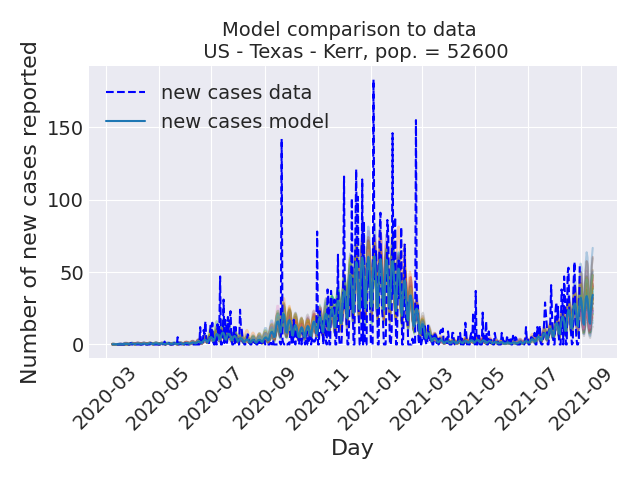 Model comparison to data
US - Texas - Kerr, pop. = 52600
Number of new cases reported
new cases data
new cases model
150
100
50
0
2020-03
2020-05
2020-07
2020-09
2020-11
2021-01
2021-03
2021-05
2021-07
2021-09
Day